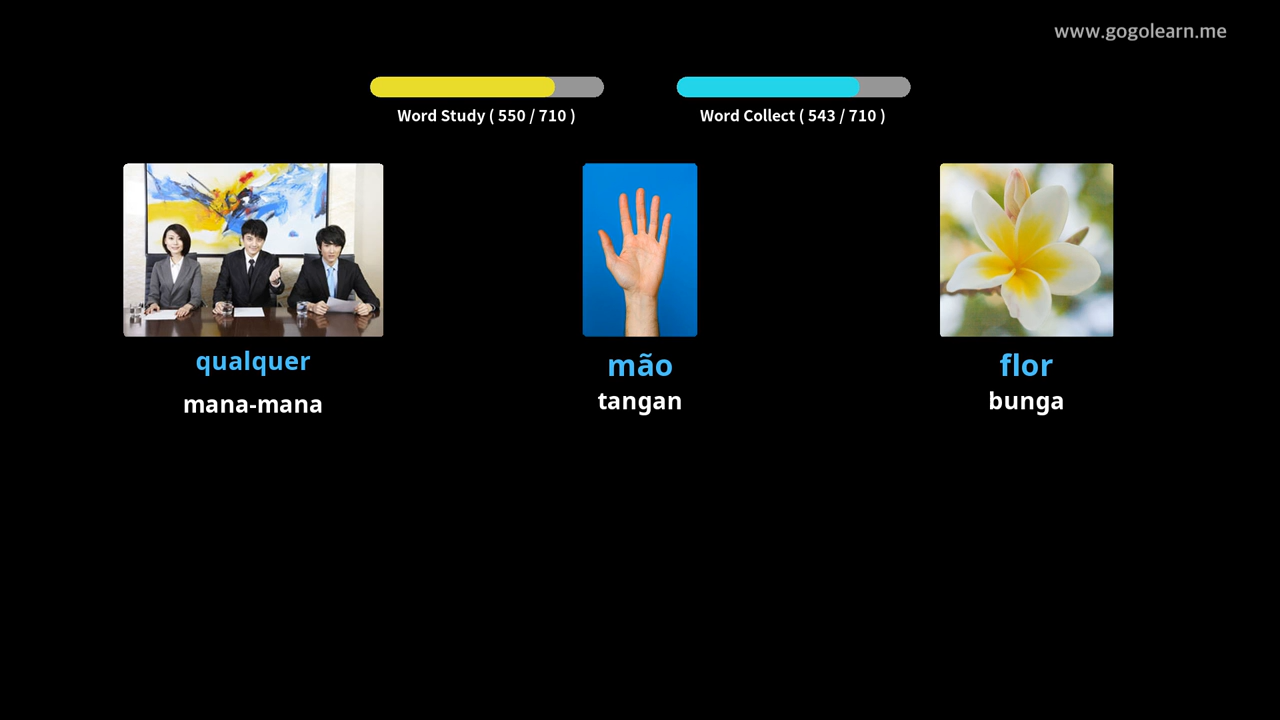 www.gogolearn.me
Word Study ( 550 / 710 )
Word Collect ( 543 / 710 )
qualquer
mana-mana
mão
tangan
flor
bunga